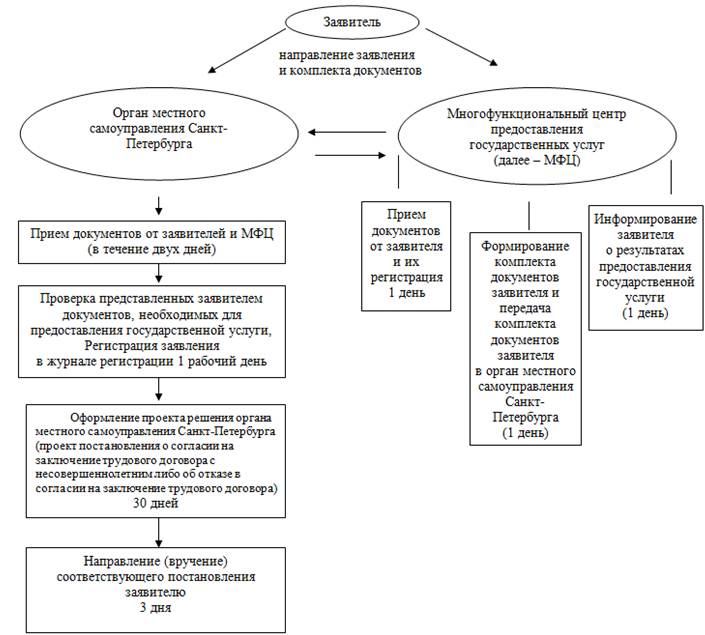 Заявитель
направление заявления
и комплекта документов
Орган местного
самоуправления Санкт-
Петербурга
Многофункциональный центр
предоставления
государственных услуг
(далее – МФЦ)
Прием документов от заявителей и МФЦ
(в течение двух дней)
Проверка представленных заявителем
документов, необходимых для
предоставления государственной услуги,
Регистрация заявления
в журнале регистрации 1 рабочий день
Оформление проекта решения органа
местного самоуправления Санкт-Петербурга
(проект постановления о согласии на
заключение трудового договора с
несовершеннолетним либо об отказе в
согласии на заключение трудового договора)
30 дней
Направление (вручение)
соответствующего постановления
заявителю
3 дня
Прием
документов
от заявителя
и их
регистрация
1 день
Формирование
комплекта
документов
заявителя и
передача
комплекта
документов
заявителя
в орган местного
самоуправления
Санкт-
Петербурга
(1 день)
Информирование
заявителя
о результатах
предоставления
государственной
услуги
(1 день)